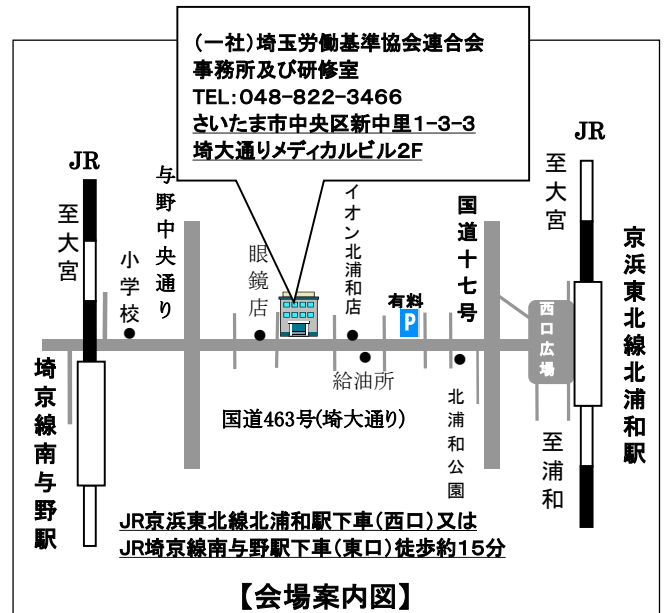 (一社)埼玉労働基準協会連合会
事務所及び研修室
TEL:048-822-3466
さいたま市中央区新中里1-3-3
埼大通りメディカルビル2F
JR
至大宮
小学校
与野中央通り
眼鏡店
イオン北浦和店
有料
P
国道十七号
JR
至大宮
西口広場
京浜東北線北浦和駅
埼京線南与野駅
給油所
国道463号(埼大通り)
北浦和公園
至浦和
JR京浜東北線北浦和駅下車(西口)又は
JR埼京線南与野駅下車(東口)徒歩約15分
【会場案内図】